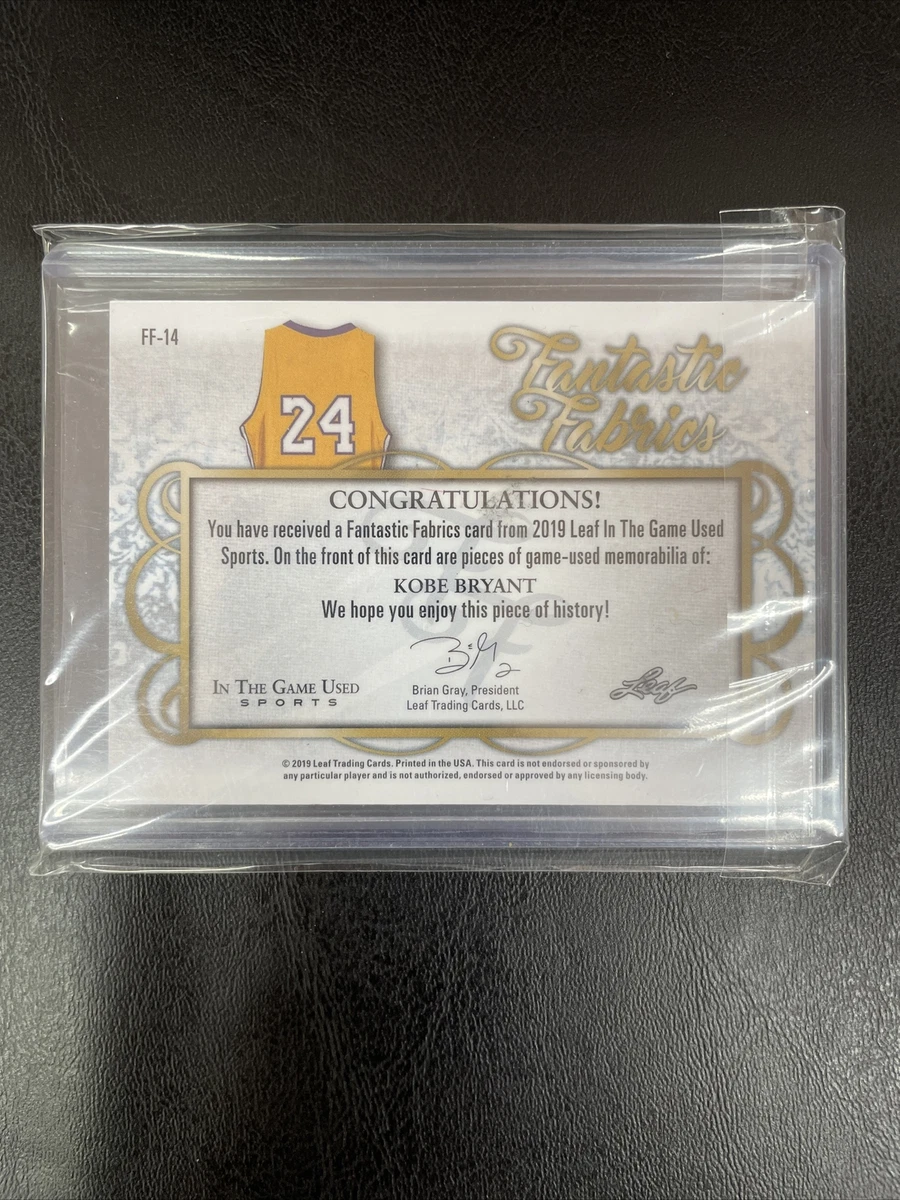 FF-14
24
Fantastic
Fabrics
CONGRATULATIONS!
You have received a Fantastic Fabrics card from 2019 Leaf In The Game Used
Sports. On the front of this card are pieces of game-used memorabilia of:
KOBE BRYANT
We hope you enjoy this piece of history!
IN THE GAME USED
SPORTS
Brian Gray, President
Leaf Trading Cards, LLC
Leaf
© 2019 Leaf Trading Cards. Printed in the USA. This card is not endorsed or sponsored by
any particular player and is not authorized, endorsed or approved by any licensing body.